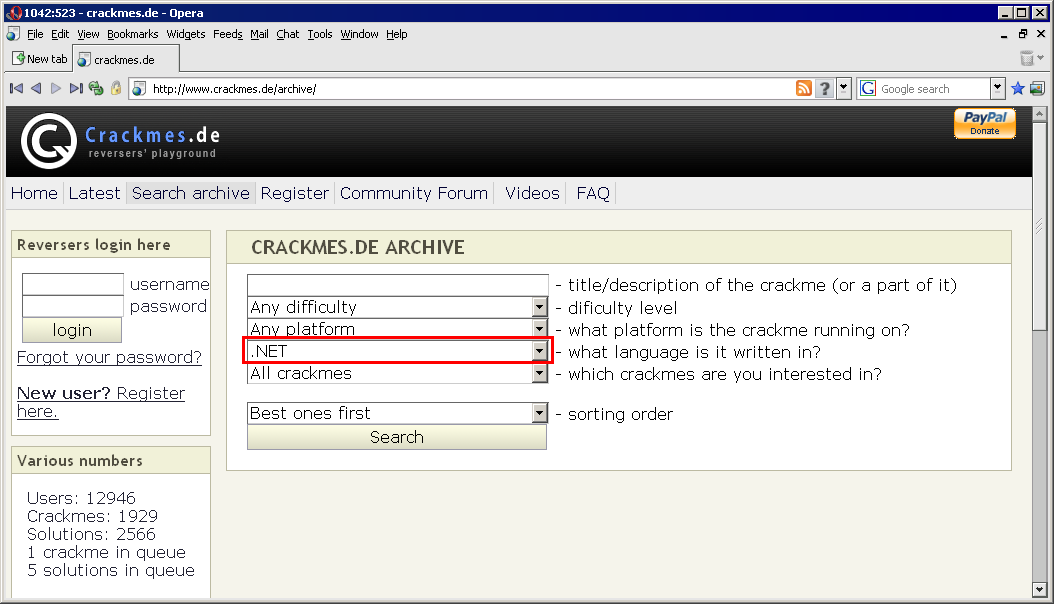 1042:523 - crackmes.de - Opera
File Edit View Bookmarks Widgets Feeds Mail Chat Tools Window Help
New tab crackmes.de
http://www.crackmes.de/archive/ ? G Google search
Crackmes.de
reversers' playground
PayPal
Donate
Home Latest Search archive Register Community Forum Videos FAQ
Reversers login here
username
password
login
Forgot your password?
New user? Register
here.
Various numbers
Users: 12946
Crackmes: 1929
Solutions: 2566
1 crackme in queue
5 solutions in queue
CRACKMES.DE ARCHIVE
- title/description of the crackme (or a part of it)
Any difficulty - dificulty level
Any platform - what platform is the crackme running on?
.NET - what language is it written in?
All crackmes - which crackmes are you interested in?
Best ones first - sorting order
Search